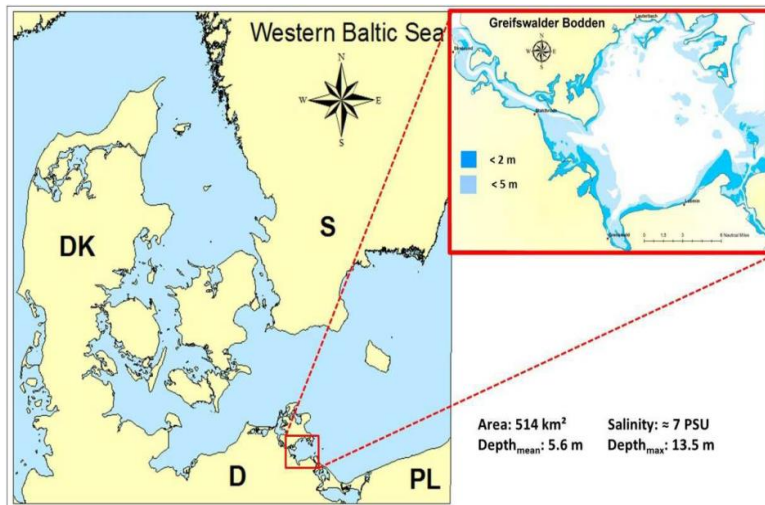 Western Baltic Sea
N
W
E
S
DK
S
D
PL
Greifswalder Bodden
Lauterbach
N
< 2 m
< 5 m
Area: 514 km²
Salinity: ≈ 7 PSU
Depthmean: 5.6 m
Depthmax: 13.5 m